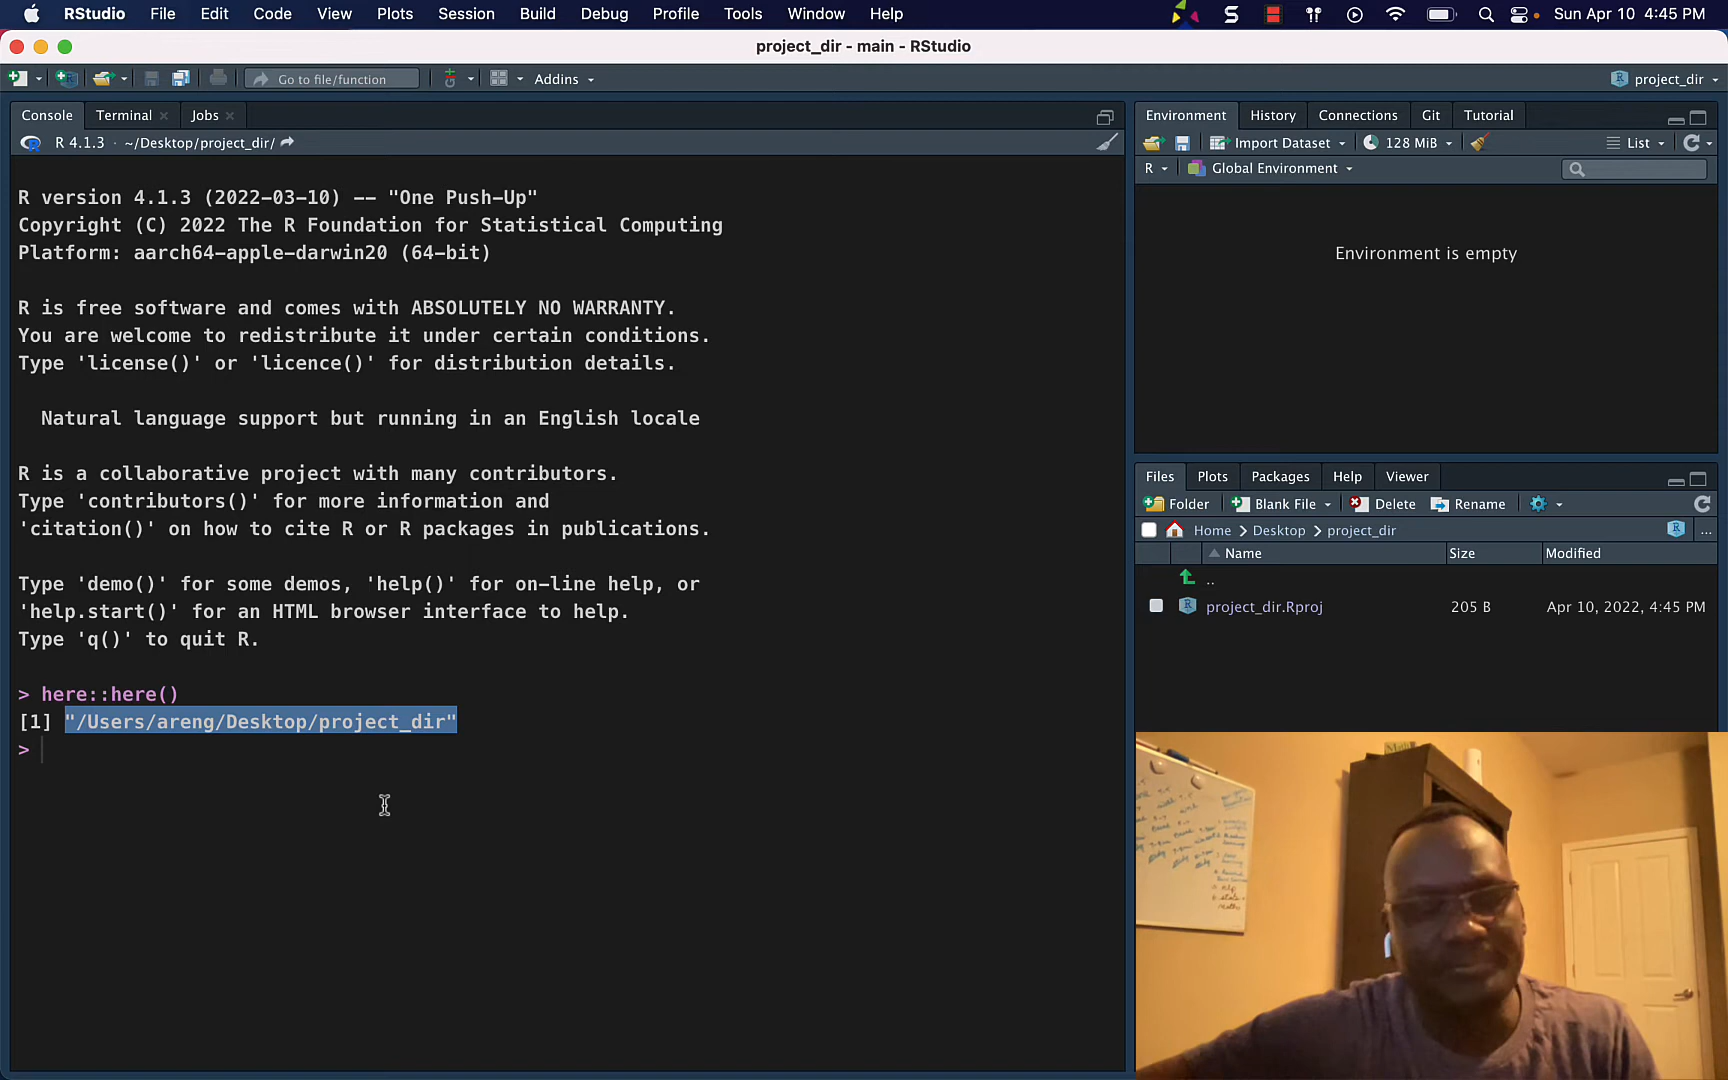 RStudio File Edit Code View Plots Session Build Debug Profile Tools Window Help Sun Apr 10 4:45 PM
project_dir - main - RStudio
Go to file/function Addins project_dir
Console Terminal Jobs
R 4.1.3 · ~/Desktop/project_dir/
R version 4.1.3 (2022-03-10) -- "One Push-Up"
Copyright (C) 2022 The R Foundation for Statistical Computing
Platform: aarch64-apple-darwin20 (64-bit)
R is free software and comes with ABSOLUTELY NO WARRANTY.
You are welcome to redistribute it under certain conditions.
Type 'license()' or 'licence()' for distribution details.
Natural language support but running in an English locale
R is a collaborative project with many contributors.
Type 'contributors()' for more information and
'citation()' on how to cite R or R packages in publications.
Type 'demo()' for some demos, 'help()' for on-line help, or
'help.start()' for an HTML browser interface to help.
Type 'q()' to quit R.
> here::here()
[1] "/Users/areng/Desktop/project_dir"
>
Environment History Connections Git Tutorial
Import Dataset 128 MiB List
R Global Environment
Environment is empty
Files Plots Packages Help Viewer
Folder Blank File Delete Rename
Home Desktop project_dir ...
Name Size Modified
..
project_dir.Rproj 205 B Apr 10, 2022, 4:45 PM